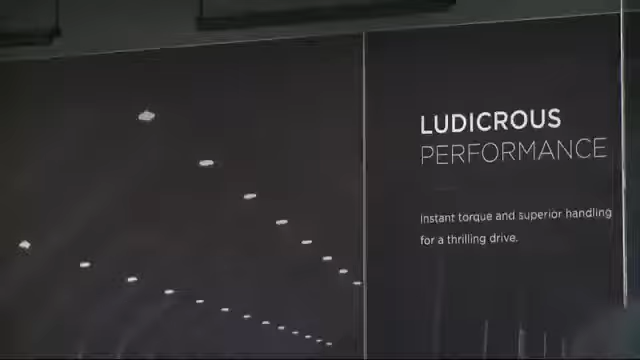 LUDICROUS
PERFORMANCE
Instant torque and superior handling
for a thrilling drive.